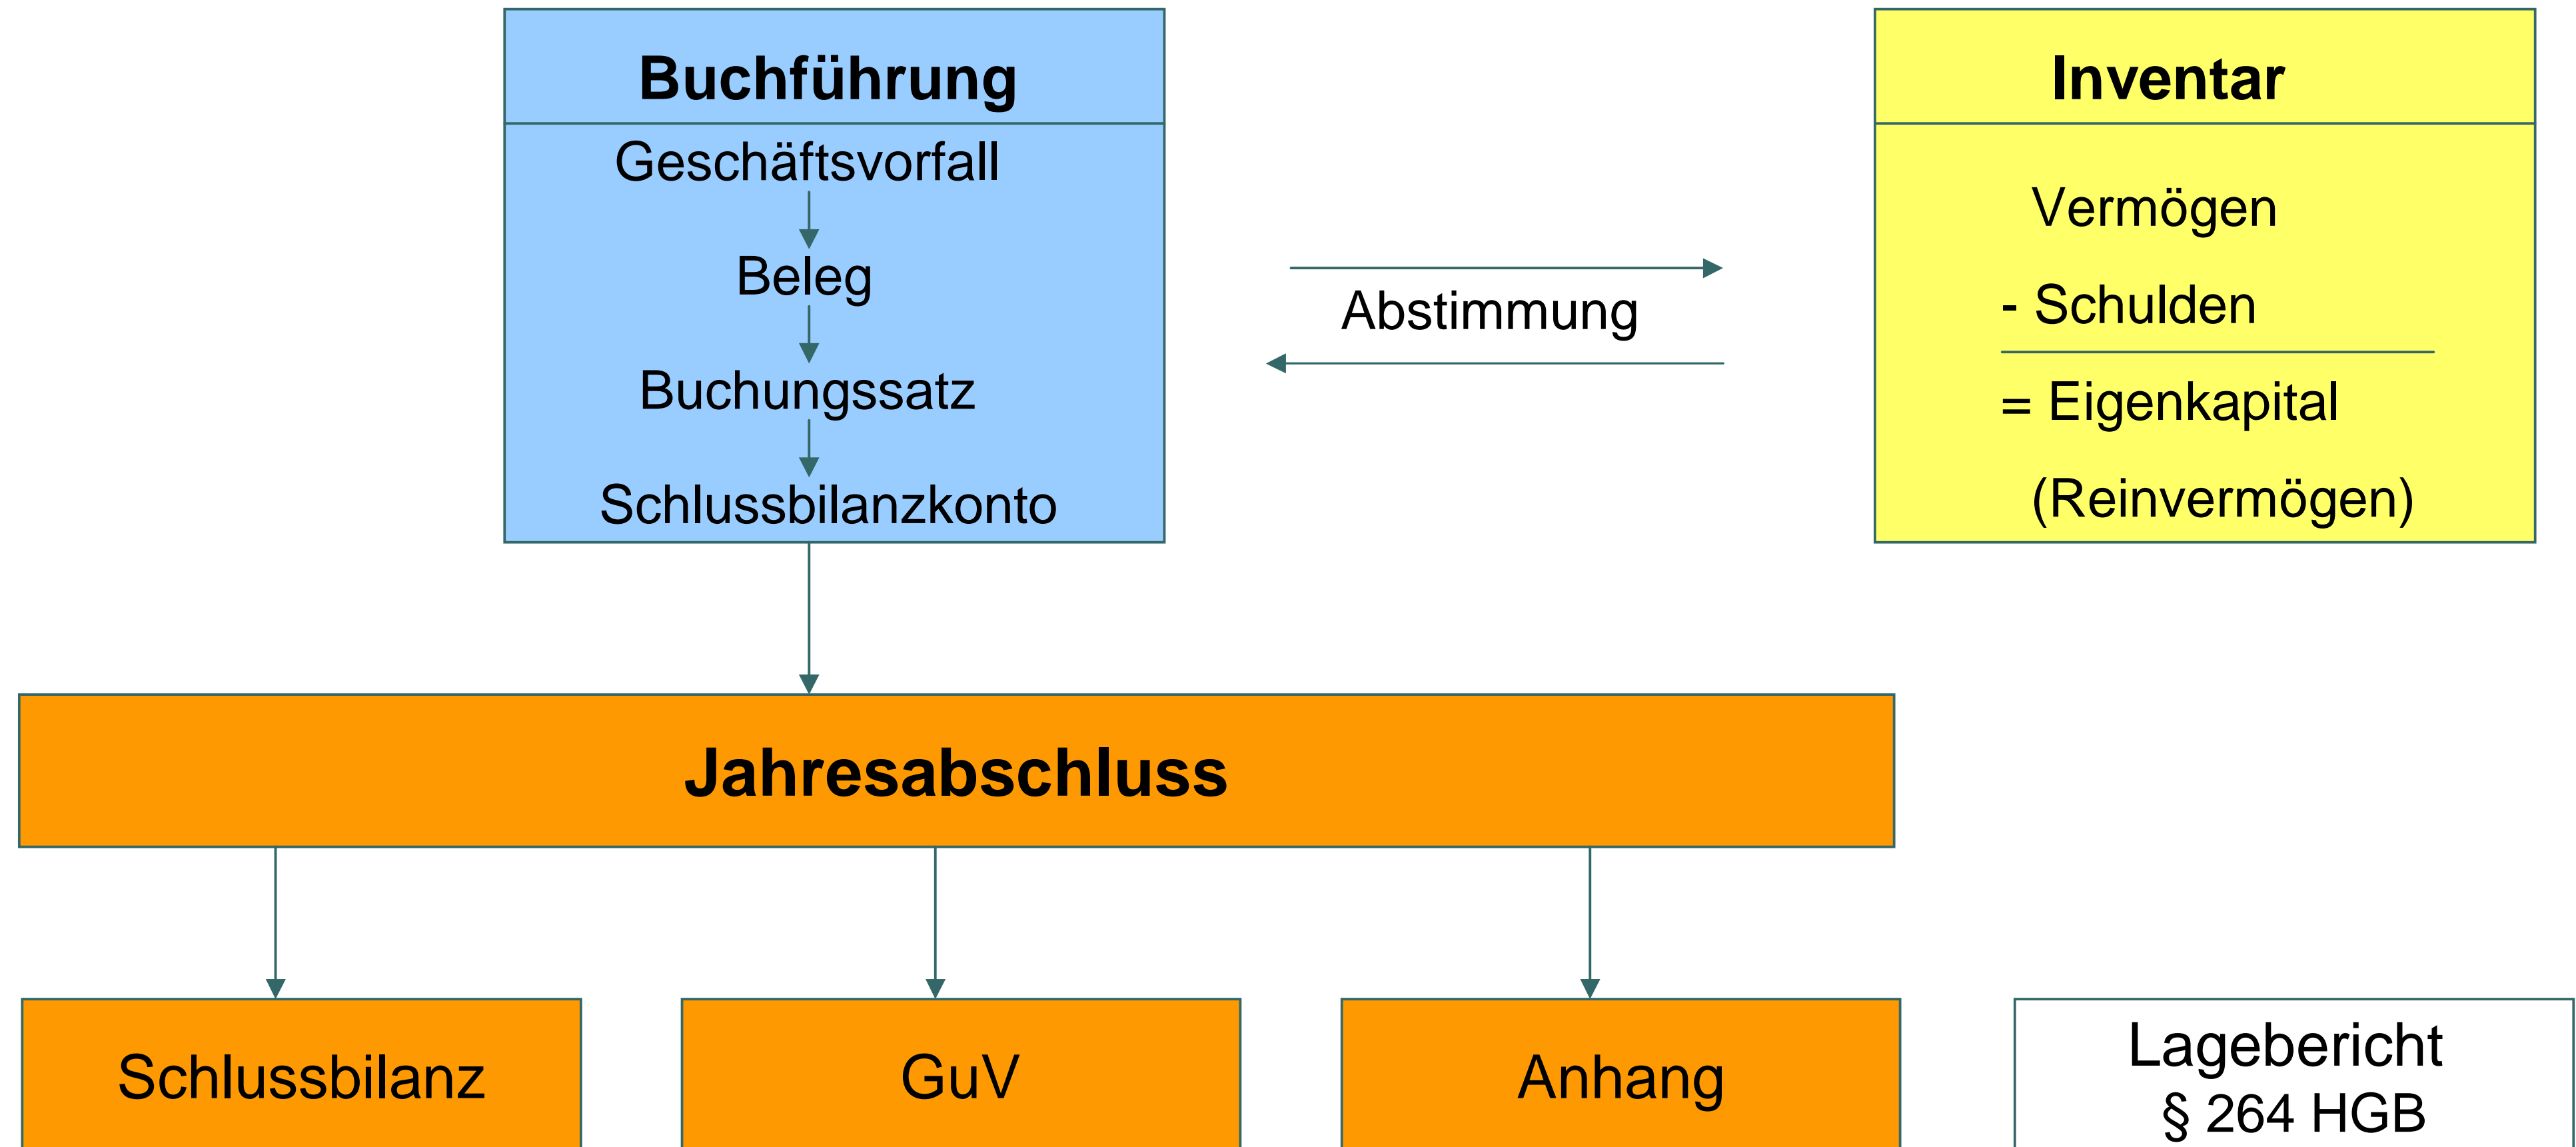 Buchführung
Geschäftsvorfall
Beleg
Buchungssatz
Schlussbilanzkonto
Abstimmung
Inventar
Vermögen
- Schulden
= Eigenkapital
(Reinvermögen)
Jahresabschluss
Schlussbilanz
GuV
Anhang
Lagebericht
§ 264 HGB